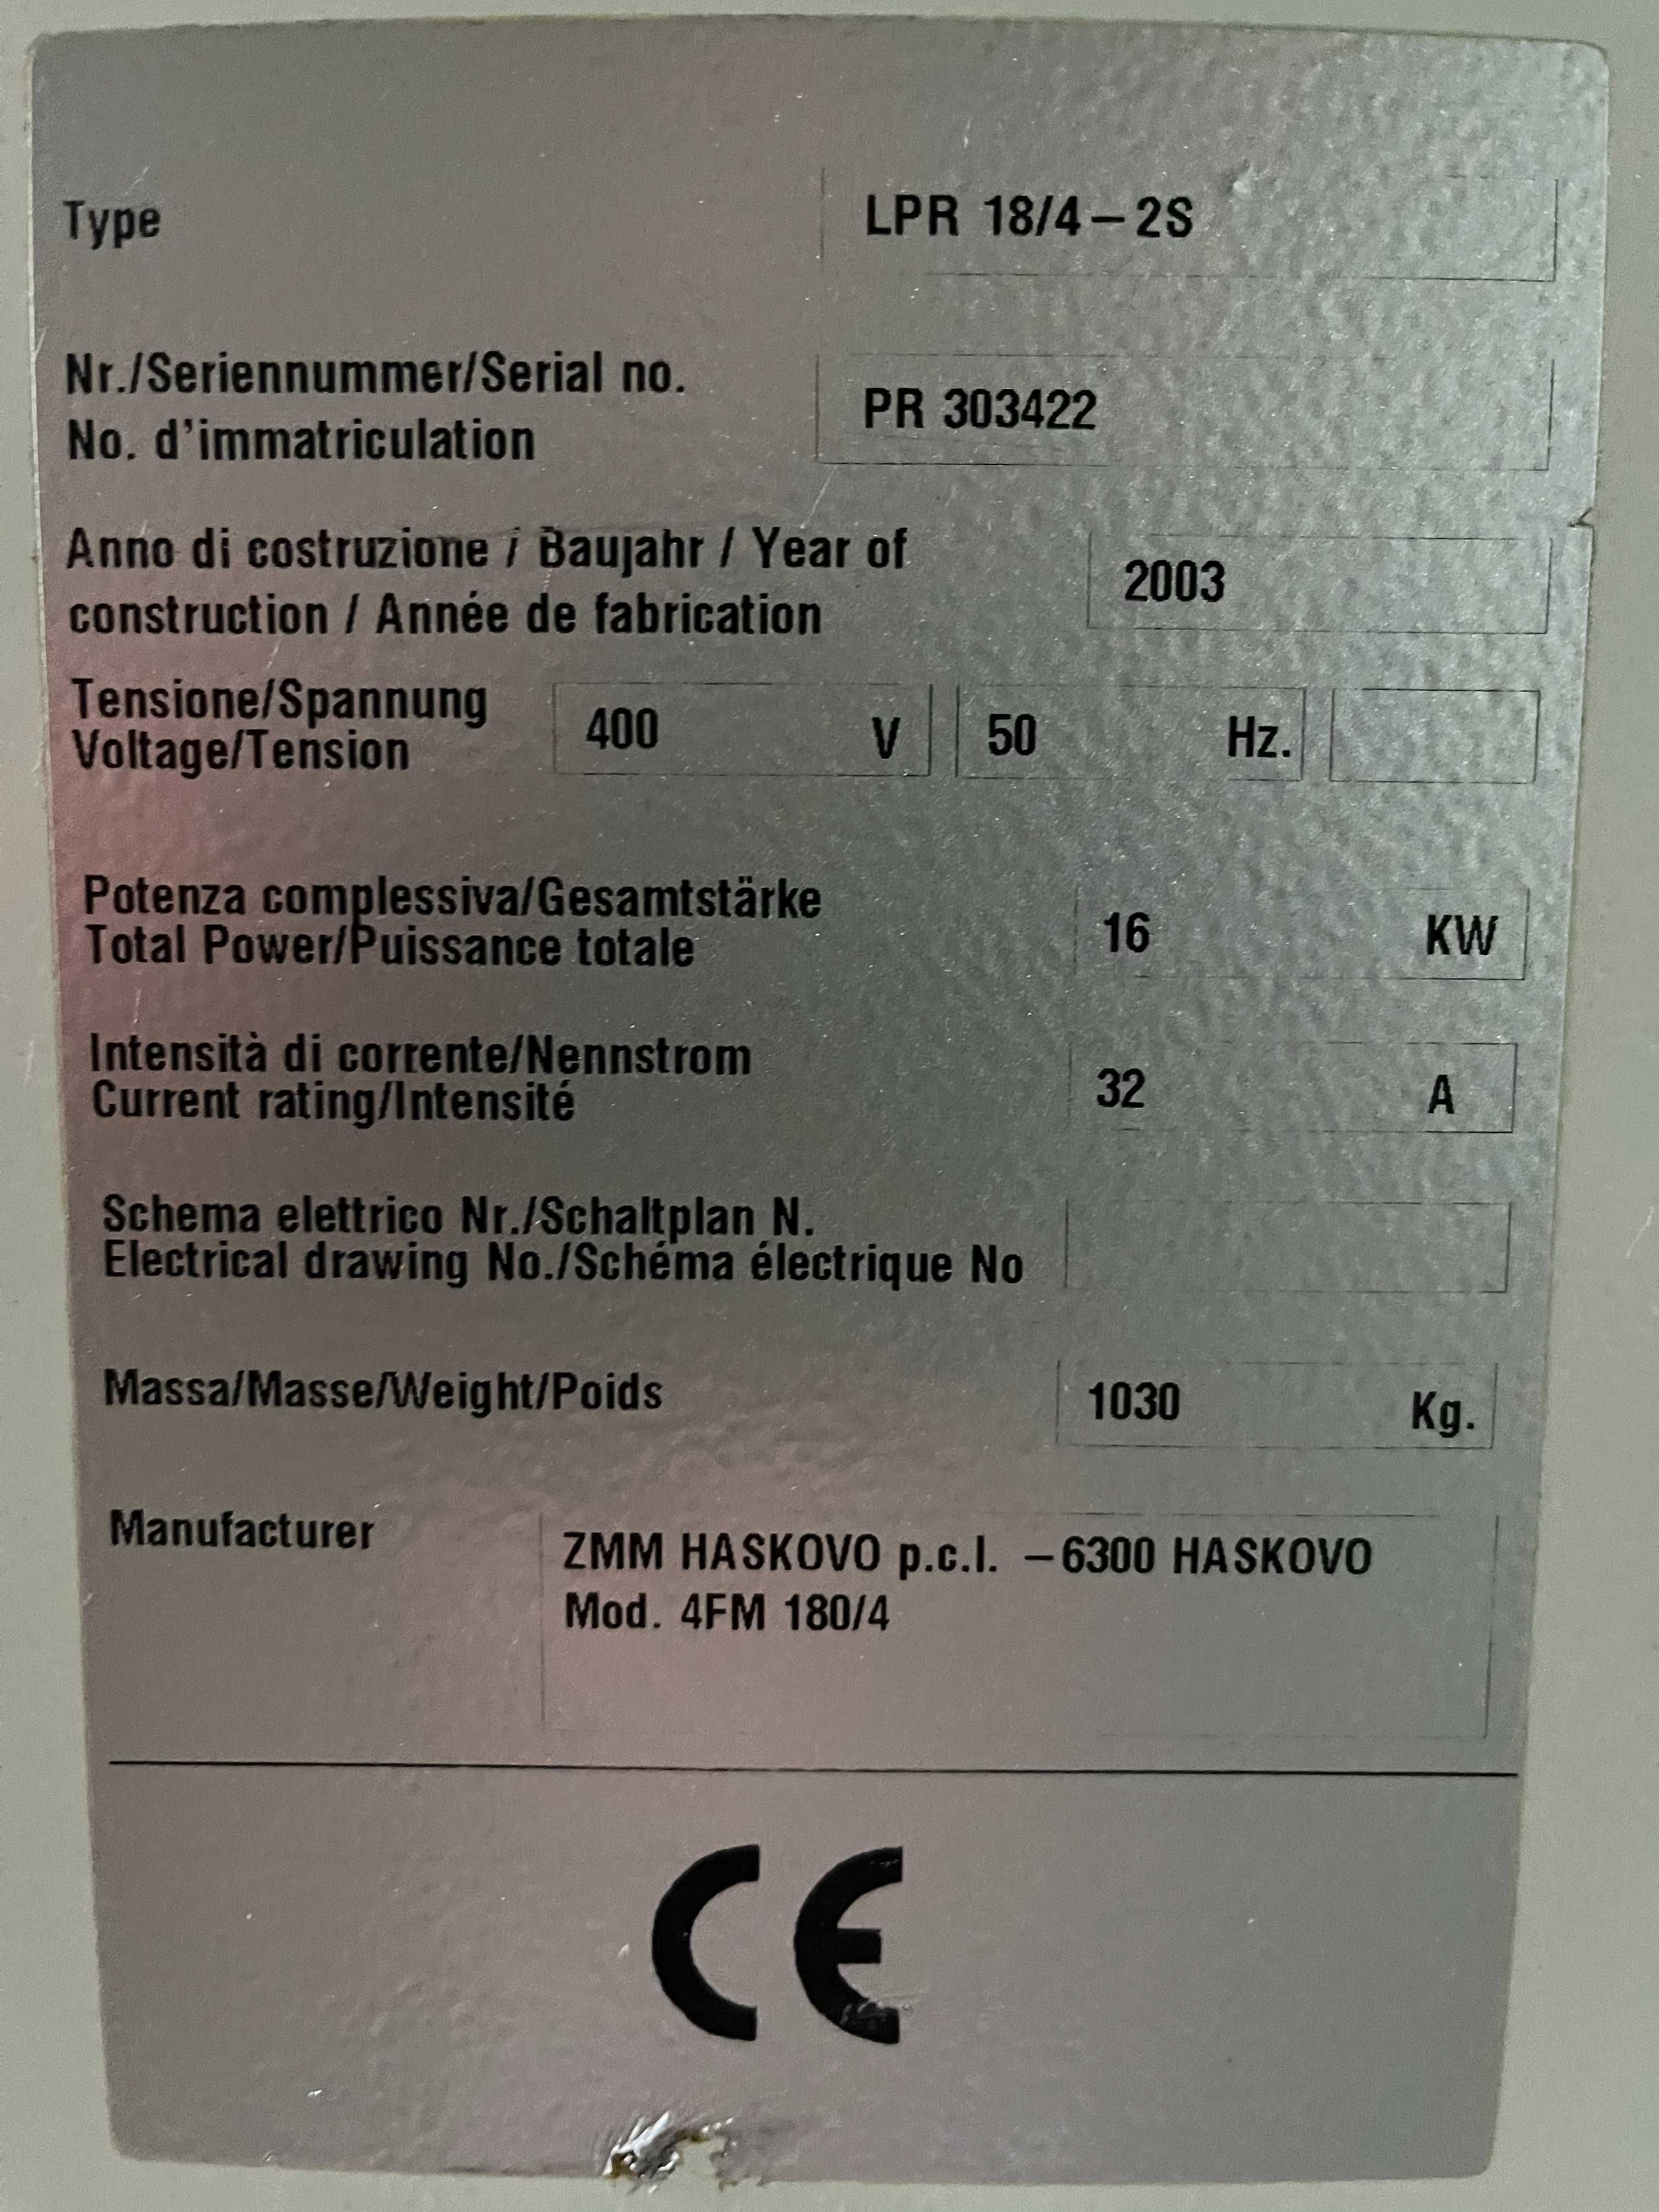 Type
LPR 18/4 – 2S
Nr./Seriennummer/Serial no.
No. d'immatriculation
PR 303422
Anno di costruzione / Baujahr / Year of
construction / Année de fabrication
2003
Tensione/Spannung
Voltage/Tension
400 V 50 Hz.
Potenza complessiva/Gesamtstärke
Total Power/Puissance totale
16 KW
Intensità di corrente/Nennstrom
Current rating/Intensité
32 A
Schema elettrico Nr./Schaltplan N.
Electrical drawing No./Schéma électrique No
Massa/Masse/Weight/Poids
1030 Kg.
Manufacturer
ZMM HASKOVO p.c.l. – 6300 HASKOVO
Mod. 4FM 180/4
CE